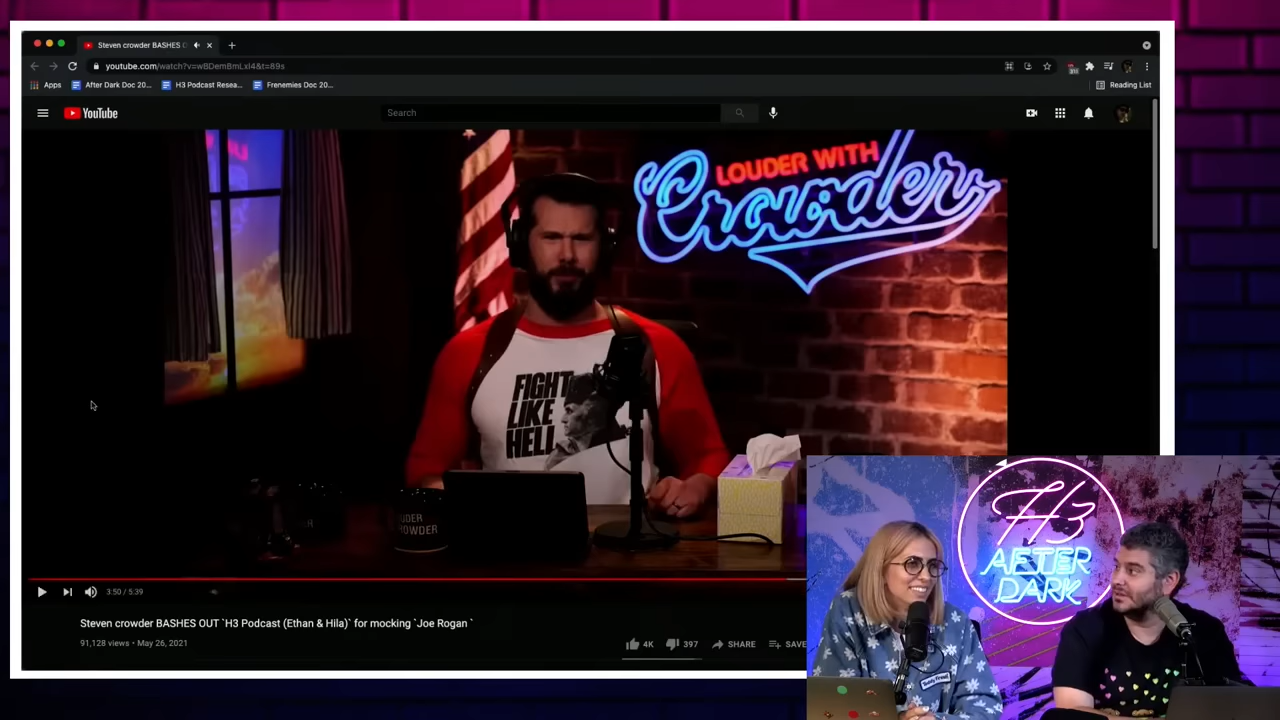 Steven crowder BASHES O
youtube.com/watch?v=wBDemBmLxI4&t=89s
Apps
After Dark Doc 20...
H3 Podcast Resea...
Frenemies Doc 20...
Reading List
YouTube
Search
LOUDER WITH
Crowder
FIGHT
LIKE
HELL
UDER
ROWDER
3:50 / 5:39
Steven crowder BASHES OUT `H3 Podcast (Ethan & Hila)` for mocking `Joe Rogan `
91,128 views • May 26, 2021
4K
397
SHARE
SAVE
H3
AFTER
DARK